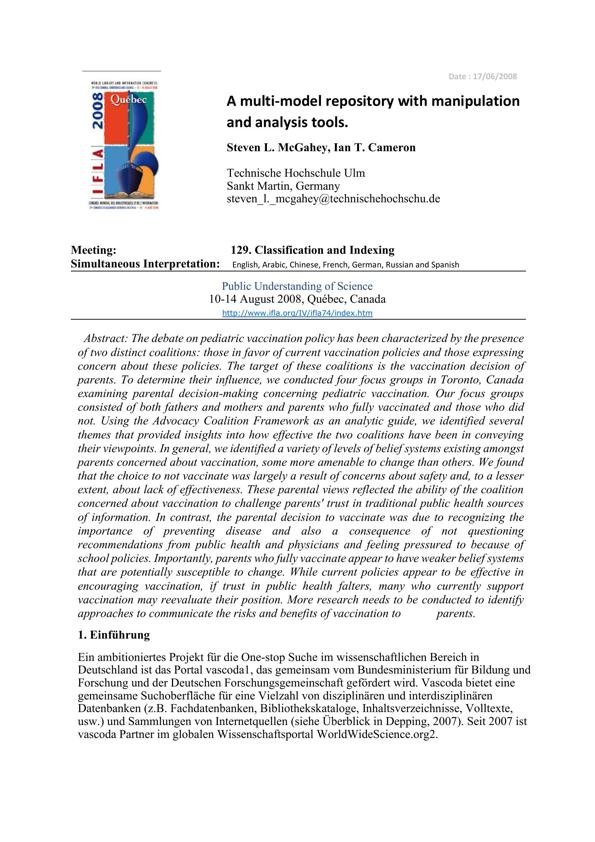 Date : 17/06/2008
WORLD LIBRARY AND INFORMATION CONGRESS:
Québec
IFLA 2008
A multi-model repository with manipulation
and analysis tools.
Steven L. McGahey, Ian T. Cameron
Technische Hochschule Ulm
Sankt Martin, Germany
steven_l._mcgahey@technischehochschu.de
Meeting: 129. Classification and Indexing
Simultaneous Interpretation: English, Arabic, Chinese, French, German, Russian and Spanish
Public Understanding of Science
10-14 August 2008, Québec, Canada
http://www.ifla.org/IV/ifla74/index.htm
Abstract: The debate on pediatric vaccination policy has been characterized by the presence
of two distinct coalitions: those in favor of current vaccination policies and those expressing
concern about these policies. The target of these coalitions is the vaccination decision of
parents. To determine their influence, we conducted four focus groups in Toronto, Canada
examining parental decision-making concerning pediatric vaccination. Our focus groups
consisted of both fathers and mothers and parents who fully vaccinated and those who did
not. Using the Advocacy Coalition Framework as an analytic guide, we identified several
themes that provided insights into how effective the two coalitions have been in conveying
their viewpoints. In general, we identified a variety of levels of belief systems existing amongst
parents concerned about vaccination, some more amenable to change than others. We found
that the choice to not vaccinate was largely a result of concerns about safety and, to a lesser
extent, about lack of effectiveness. These parental views reflected the ability of the coalition
concerned about vaccination to challenge parents' trust in traditional public health sources
of information. In contrast, the parental decision to vaccinate was due to recognizing the
importance of preventing disease and also a consequence of not questioning
recommendations from public health and physicians and feeling pressured to because of
school policies. Importantly, parents who fully vaccinate appear to have weaker belief systems
that are potentially susceptible to change. While current policies appear to be effective in
encouraging vaccination, if trust in public health falters, many who currently support
vaccination may reevaluate their position. More research needs to be conducted to identify
approaches to communicate the risks and benefits of vaccination to parents.
1. Einführung
Ein ambitioniertes Projekt für die One-stop Suche im wissenschaftlichen Bereich in
Deutschland ist das Portal vascoda1, das gemeinsam vom Bundesministerium für Bildung und
Forschung und der Deutschen Forschungsgemeinschaft gefördert wird. Vascoda bietet eine
gemeinsame Suchoberfläche für eine Vielzahl von disziplinären und interdisziplinären
Datenbanken (z.B. Fachdatenbanken, Bibliothekskataloge, Inhaltsverzeichnisse, Volltexte,
usw.) und Sammlungen von Internetquellen (siehe Überblick in Depping, 2007). Seit 2007 ist
vascoda Partner im globalen Wissenschaftsportal WorldWideScience.org2.